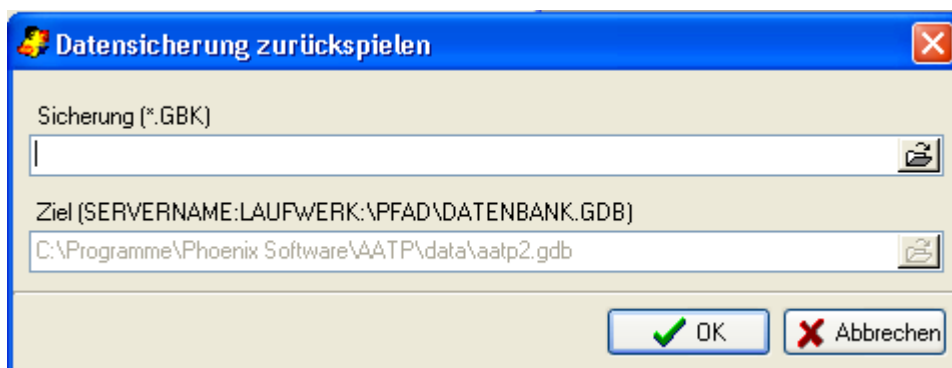 Datensicherung zurückspielen
Sicherung (*.GBK)
Ziel (SERVERNAME:LAUFWERK:\PFAD\DATENBANK.GDB)
C:\Programme\Phoenix Software\AATP\data\aatp2.gdb
OK
Abbrechen